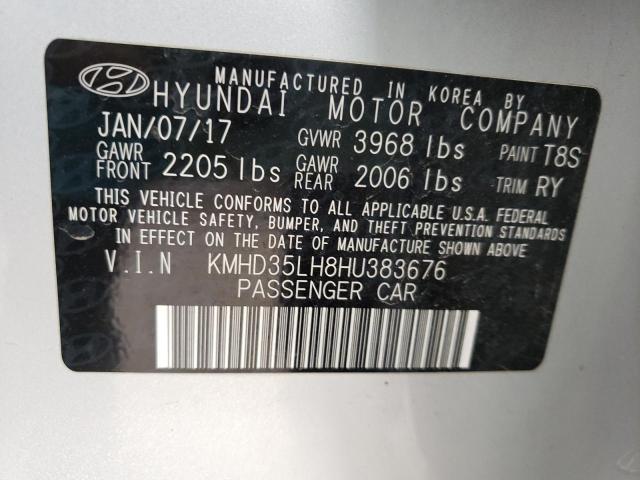 MANUFACTURED IN KOREA BY
HYUNDAI MOTOR COMPANY
JAN/07/17 GVWR 3968 lbs PAINT T8S
GAWR FRONT 2205 lbs GAWR REAR 2006 lbs TRIM RY
THIS VEHICLE CONFORMS TO ALL APPLICABLE U.S.A. FEDERAL
MOTOR VEHICLE SAFETY, BUMPER, AND THEFT PREVENTION STANDARDS
IN EFFECT ON THE DATE OF MANUFACTURE SHOWN ABOVE.
V.I.N KMHD35LH8HU383676
PASSENGER CAR